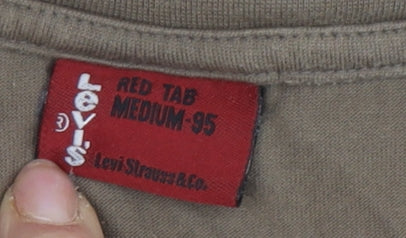 LEVI'S
®
RED TAB
MEDIUM-95
Levi Strauss & Co.